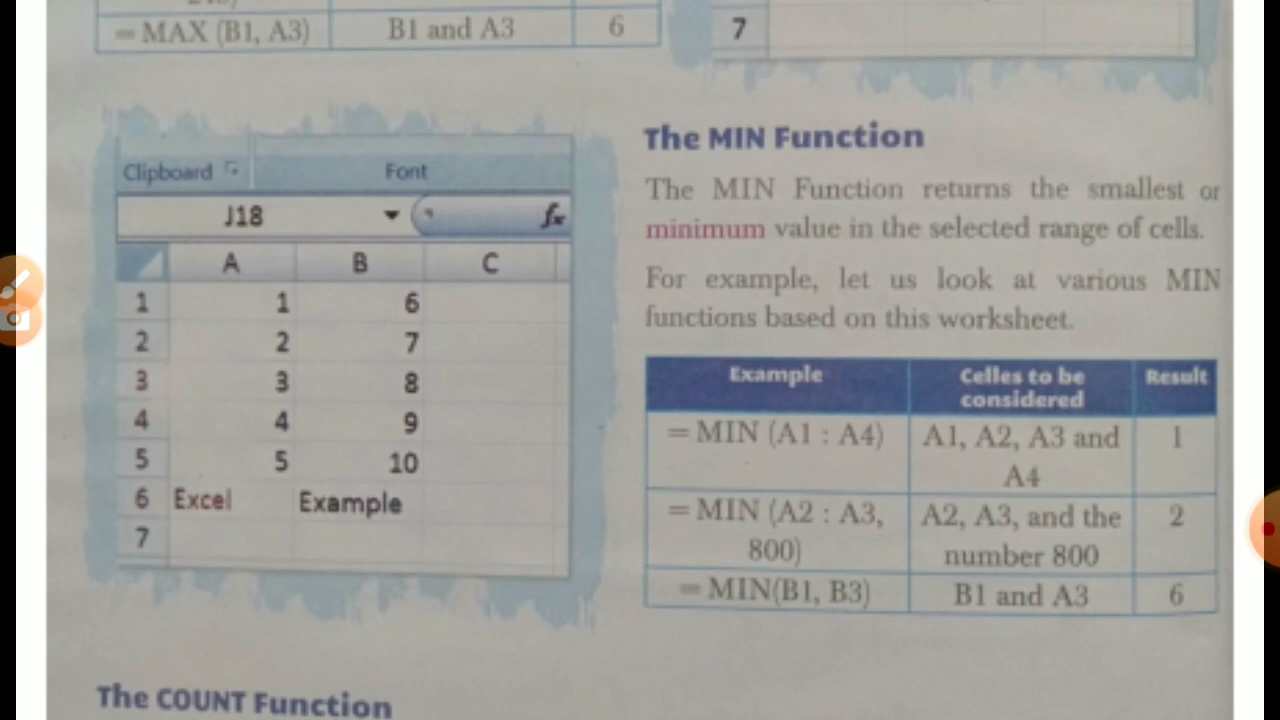 = MAX (B1, A3) B1 and A3 6
7
Clipboard Font
J18 fx
A B C
1 1 6
2 2 7
3 3 8
4 4 9
5 5 10
6 Excel Example
7
The MIN Function
The MIN Function returns the smallest or
minimum value in the selected range of cells.
For example, let us look at various MIN
functions based on this worksheet.
Example Celles to be considered Result
= MIN (A1 : A4) A1, A2, A3 and A4 1
= MIN (A2 : A3, 800) A2, A3, and the number 800 2
= MIN(B1, B3) B1 and A3 6
The COUNT Function